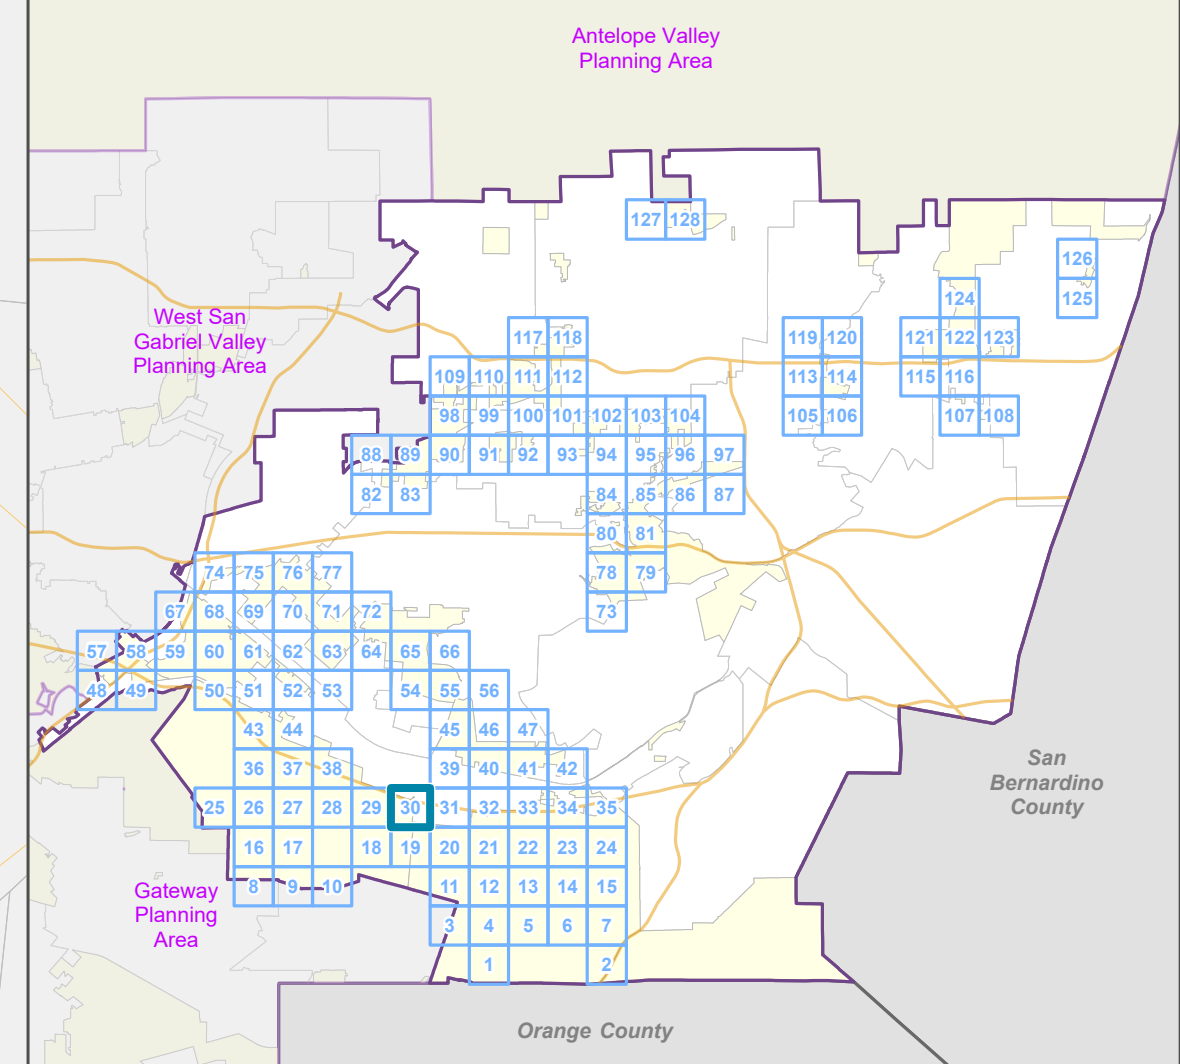 Antelope Valley
Planning Area
127 128
126
125
124
West San
Gabriel Valley
Planning Area
117 118 119 120 121 122 123
109 110 111 112 113 114 115 116
98 99 100 101 102 103 104 105 106 107 108
88 89 90 91 92 93 94 95 96 97
82 83 84 85 86 87
80 81
74 75 76 77 78 79
67 68 69 70 71 72 73
57 58 59 60 61 62 63 64 65 66
48 49 50 51 52 53 54 55 56
43 44 45 46 47
36 37 38 39 40 41 42
San
Bernardino
County
25 26 27 28 29 30 31 32 33 34 35
16 17 18 19 20 21 22 23 24
8 9 10 11 12 13 14 15
Gateway
Planning
Area
3 4 5 6 7
1 2
Orange County